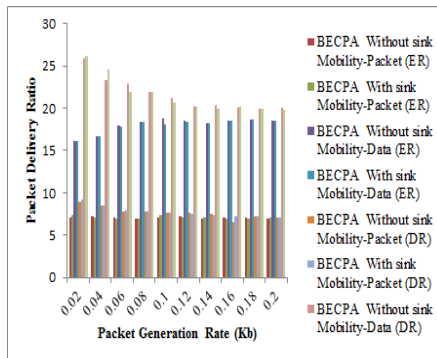 30
25
20
15
10
5
0
Packet Delivery Ratio
0.02
0.04
0.06
0.08
0.1
0.12
0.14
0.16
0.18
0.2
Packet Generation Rate (Kb)
BECPA Without sink
Mobility-Packet (ER)
BECPA With sink
Mobility-Packet (ER)
BECPA Without sink
Mobility-Data (ER)
BECPA With sink
Mobility-Data (ER)
BECPA Without sink
Mobility-Packet (DR)
BECPA With sink
Mobility-Packet (DR)
BECPA Without sink
Mobility-Data (DR)